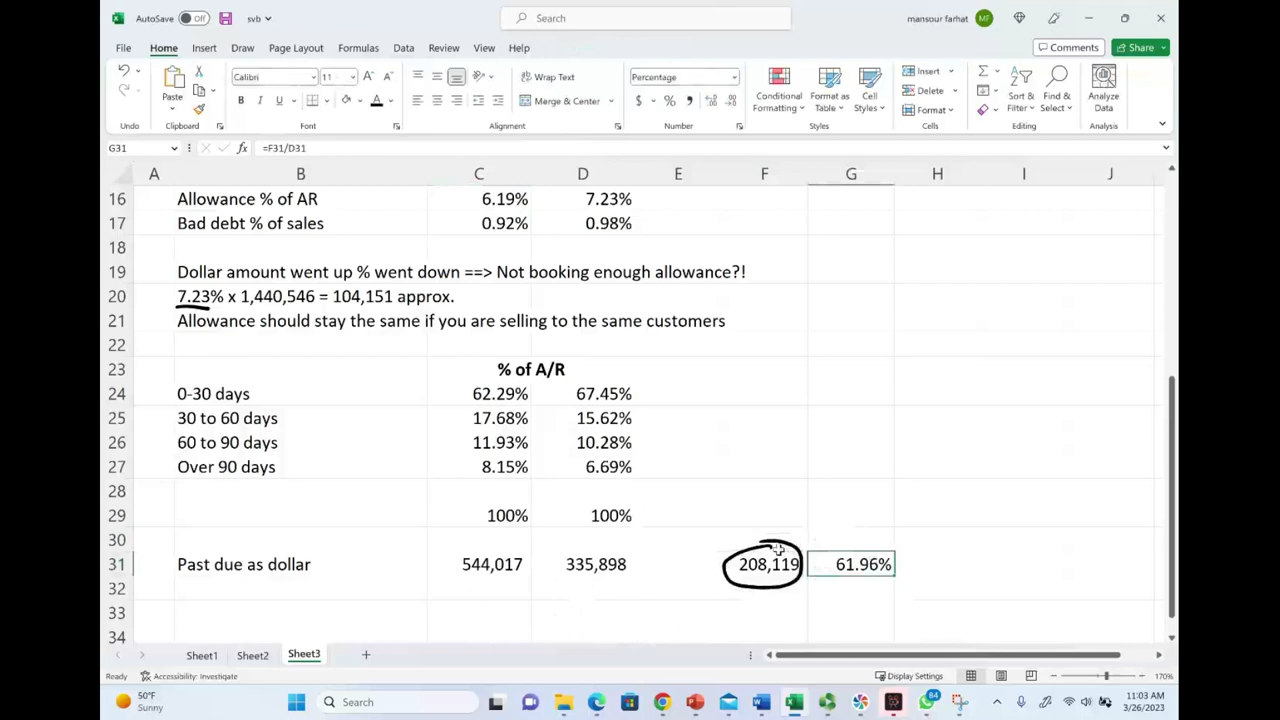 AutoSave Off svb Search mansour farhat MF
File Home Insert Draw Page Layout Formulas Data Review View Help Comments Share
Paste Calibri 11 A A Wrap Text Percentage Conditional Formatting Format as Table Cell Styles Insert Sort & Filter Find & Select Analyze Data
B I U A Merge & Center $ % Delete
Format
Undo Clipboard Font Alignment Number Styles Cells Editing Analysis
G31 fx =F31/D31
A B C D E F G H I J
16 Allowance % of AR 6.19% 7.23%
17 Bad debt % of sales 0.92% 0.98%
18
19 Dollar amount went up % went down ==> Not booking enough allowance?!
20 7.23% x 1,440,546 = 104,151 approx.
21 Allowance should stay the same if you are selling to the same customers
22
23 % of A/R
24 0-30 days 62.29% 67.45%
25 30 to 60 days 17.68% 15.62%
26 60 to 90 days 11.93% 10.28%
27 Over 90 days 8.15% 6.69%
28
29 100% 100%
30
31 Past due as dollar 544,017 335,898 208,119 61.96%
32
33
34
Sheet1 Sheet2 Sheet3
Ready Accessibility: Investigate Display Settings 170%
50°F Sunny Search 84 11:03 AM 3/26/2023